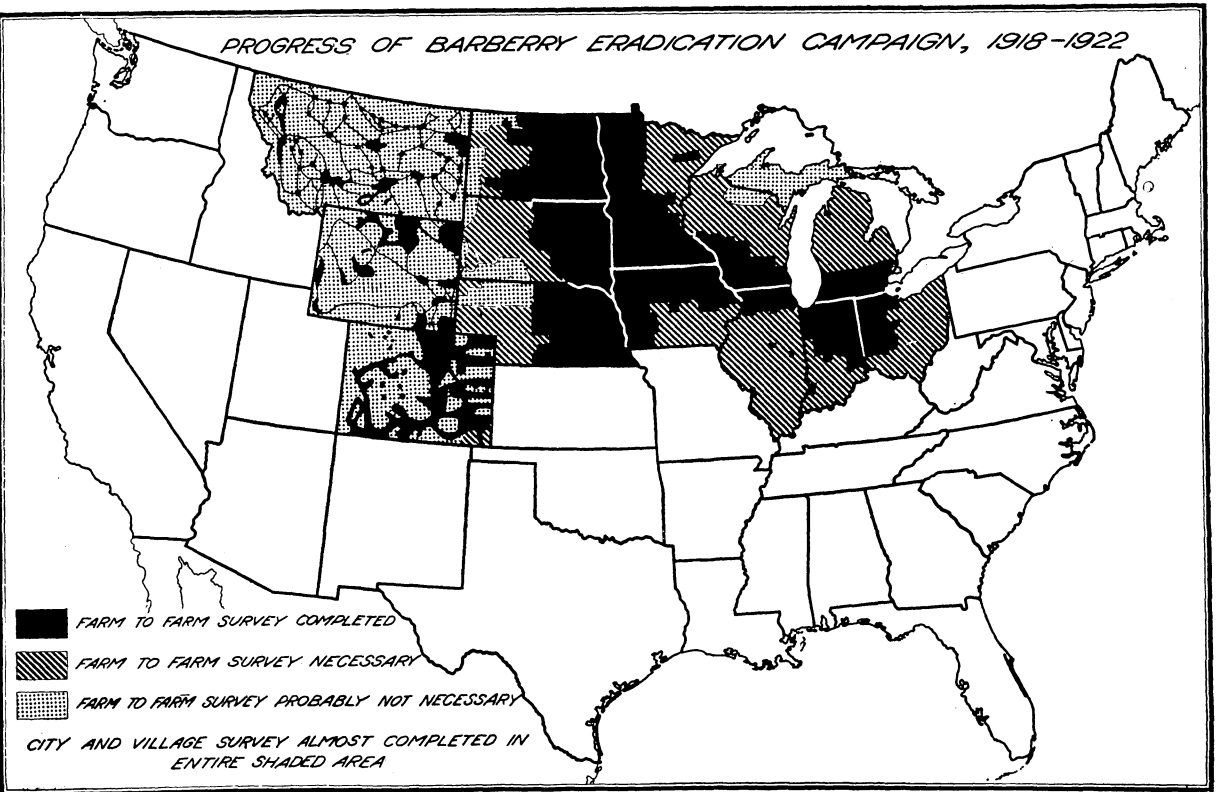 PROGRESS OF BARBERRY ERADICATION CAMPAIGN, 1918-1922
FARM TO FARM SURVEY COMPLETED
FARM TO FARM SURVEY NECESSARY
FARM TO FARM SURVEY PROBABLY NOT NECESSARY
CITY AND VILLAGE SURVEY ALMOST COMPLETED IN
ENTIRE SHADED AREA